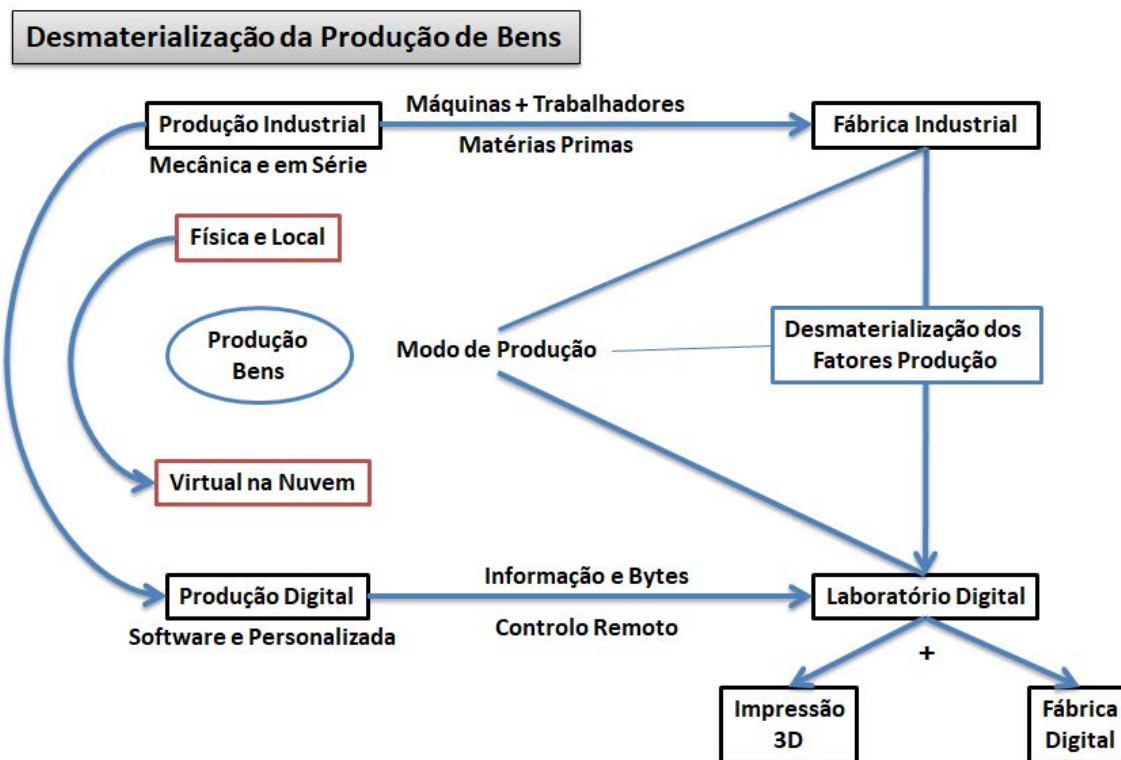 Desmaterialização da Produção de Bens
Máquinas + Trabalhadores
Produção Industrial
Fábrica Industrial
Matérias Primas
Mecânica e em Série
Física e Local
Produção
Bens
Modo de Produção
Desmaterialização dos
Fatores Produção
Virtual na Nuvem
Informação e Bytes
Produção Digital
Laboratório Digital
Controlo Remoto
Software e Personalizada
+
Impressão
3D
Fábrica
Digital